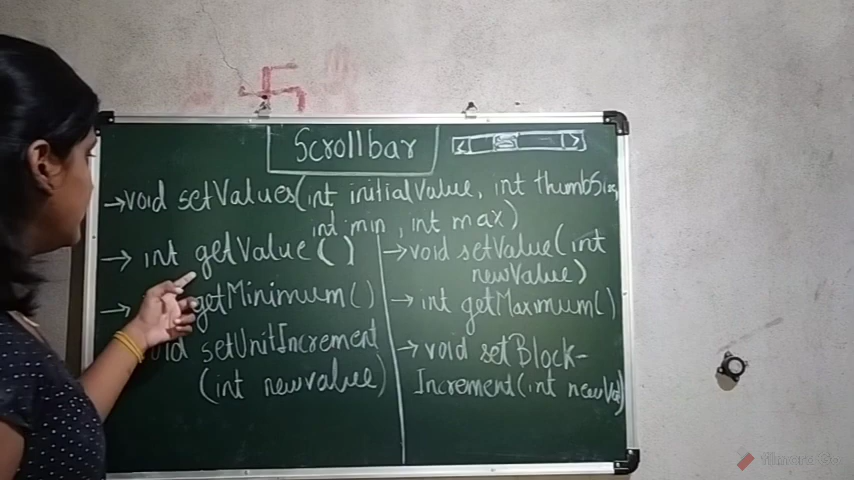 Scrollbar
→ void setValues(int initialValue, int thumbSize,
int min, int max)
→ int getValue()
→ void setValue(int
newValue)
→ getMinimum()
→ int getMaximum()
void setUnitIncrement
(int newvalue)
→ void setBlock-
Increment(int newVal)